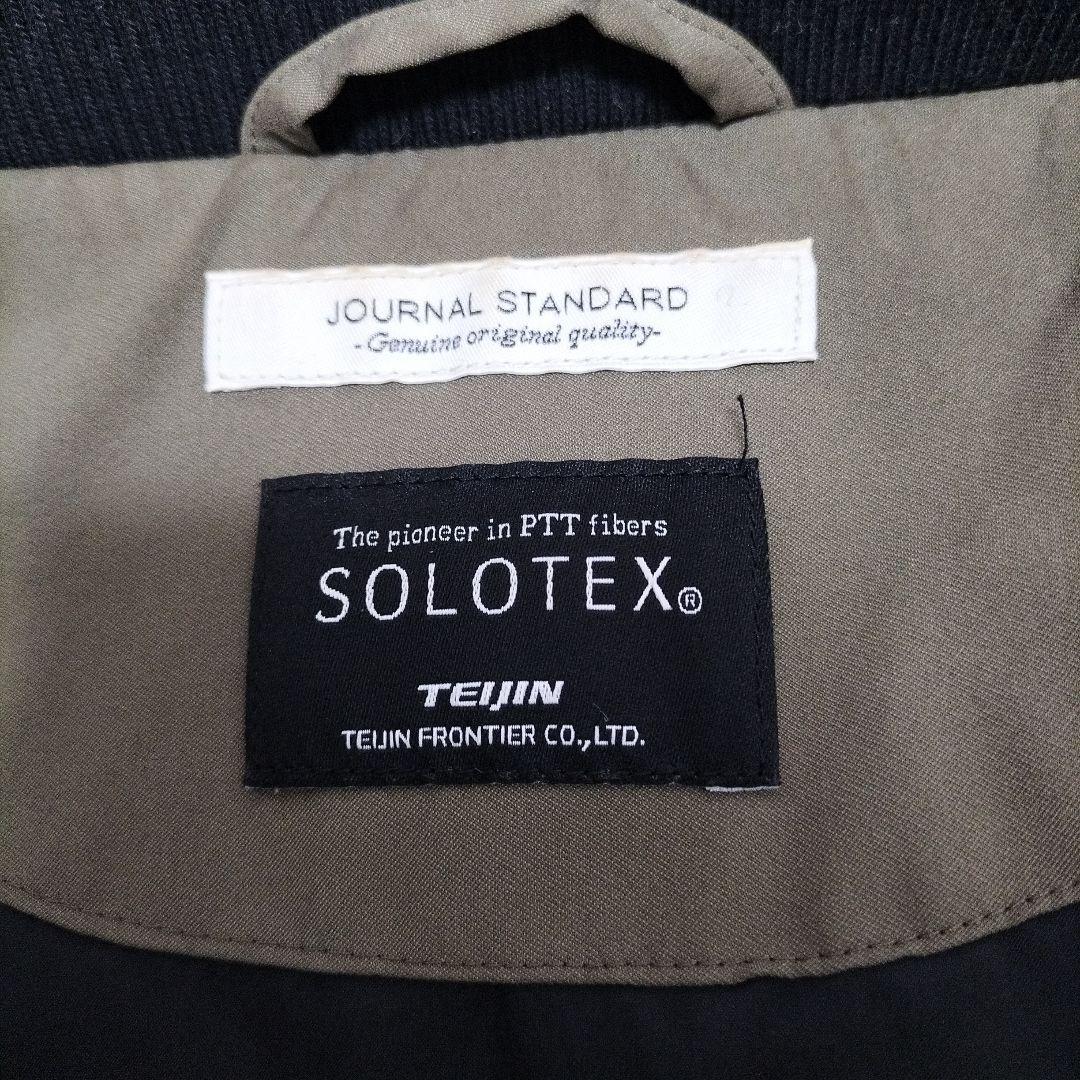 JOURNAL STANDARD
-Genuine original quality-
The pioneer in PTT fibers
SOLOTEX®
TEIJIN
TEIJIN FRONTIER CO.,LTD.